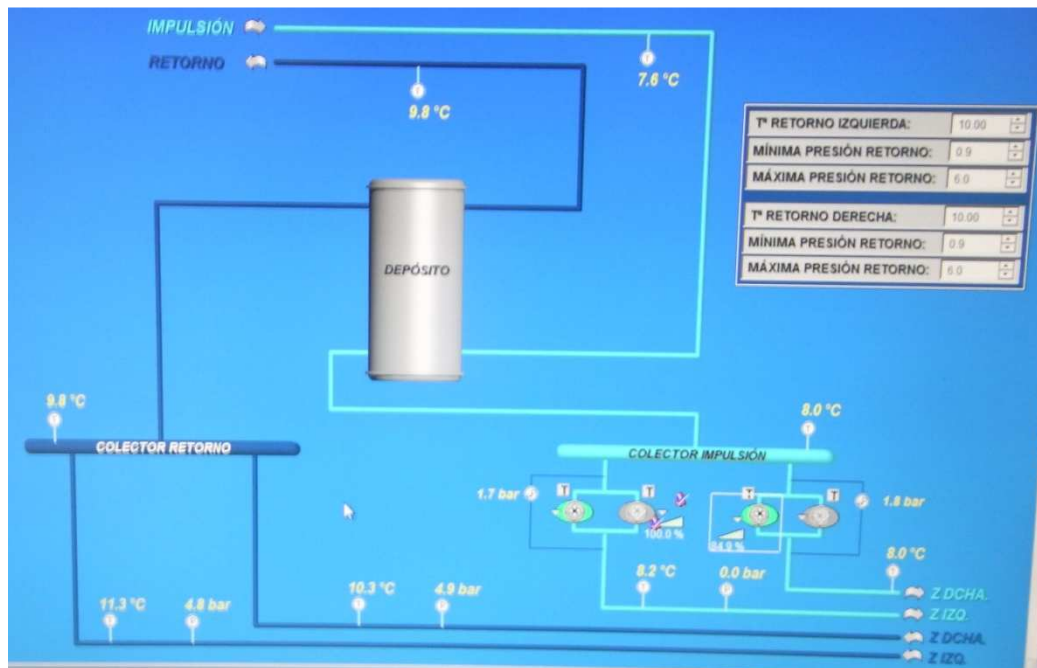 IMPULSIÓN
RETORNO
7.6 °C
9.8 °C
Tª RETORNO IZQUIERDA: 10.00
MÍNIMA PRESIÓN RETORNO: 0.9
MÁXIMA PRESIÓN RETORNO: 6.0
Tª RETORNO DERECHA: 10.00
MÍNIMA PRESIÓN RETORNO: 0.9
MÁXIMA PRESIÓN RETORNO: 6.0
DEPÓSITO
9.8 °C
8.0 °C
COLECTOR RETORNO
COLECTOR IMPULSIÓN
1.7 bar
T
T
T
T
1.8 bar
100.0 %
84.9 %
8.2 °C
0.0 bar
8.0 °C
11.3 °C
4.8 bar
10.3 °C
4.9 bar
Z DCHA.
Z IZQ.
Z DCHA.
Z IZQ.